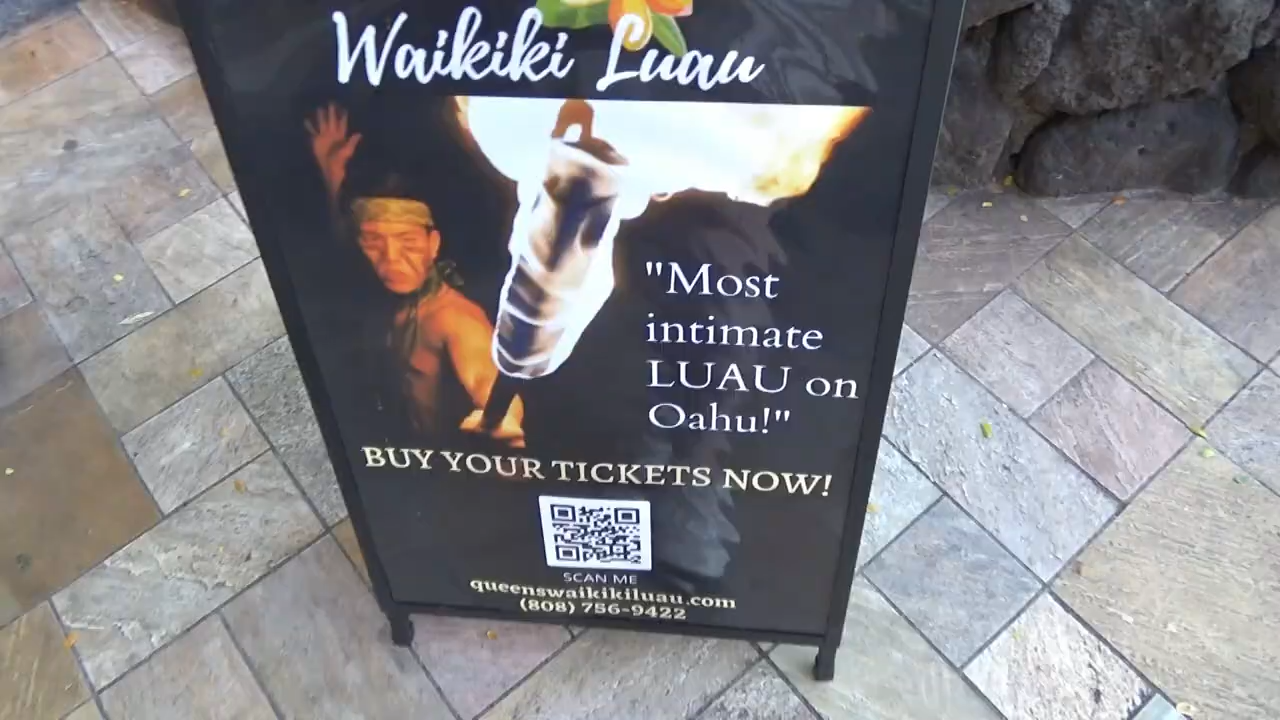 Waikiki Luau
"Most
intimate
LUAU on
Oahu!"
BUY YOUR TICKETS NOW!
SCAN ME
queenswaikikiluau.com
(808) 756-9422